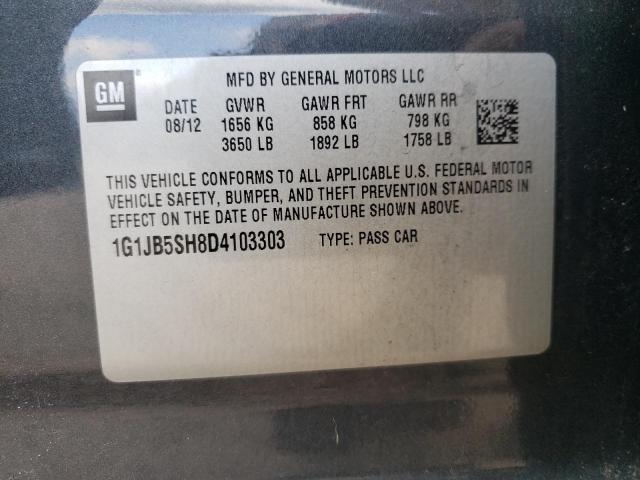 GM
MFD BY GENERAL MOTORS LLC
DATE GVWR GAWR FRT GAWR RR
08/12 1656 KG 858 KG 798 KG
3650 LB 1892 LB 1758 LB
THIS VEHICLE CONFORMS TO ALL APPLICABLE U.S. FEDERAL MOTOR
VEHICLE SAFETY, BUMPER, AND THEFT PREVENTION STANDARDS IN
EFFECT ON THE DATE OF MANUFACTURE SHOWN ABOVE.
1G1JB5SH8D4103303 TYPE: PASS CAR